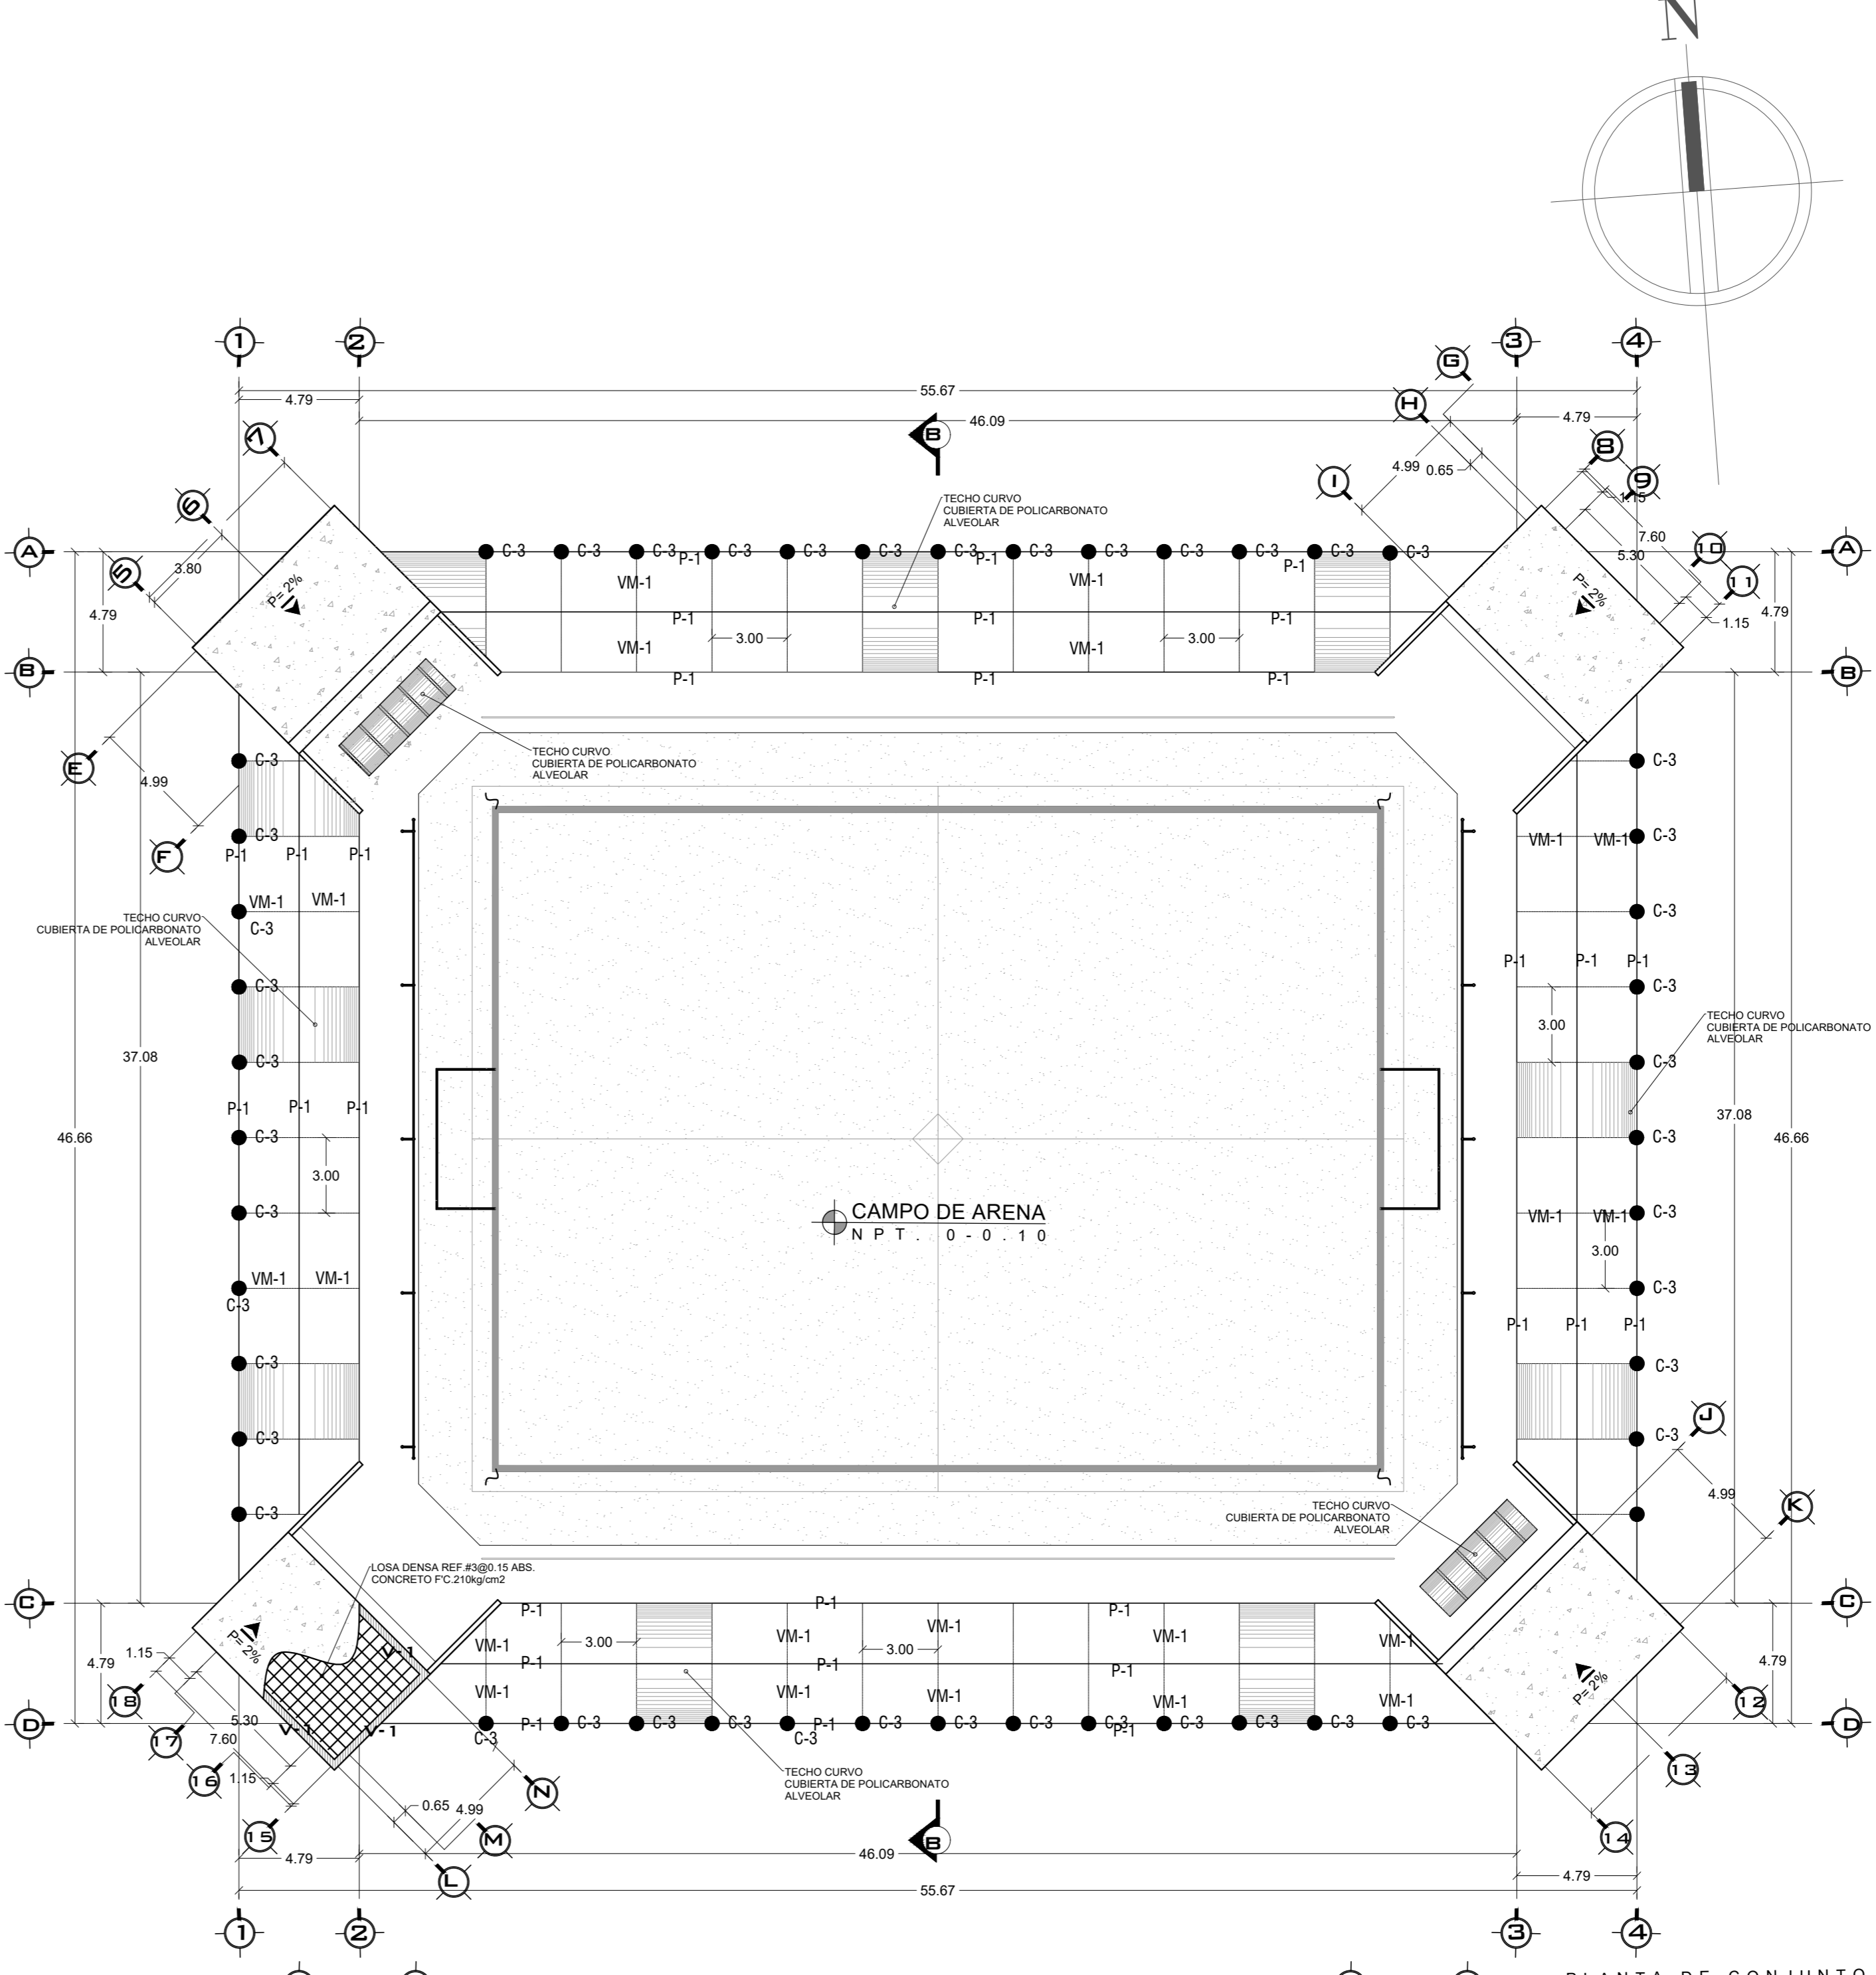 N
1
2
3
4
55.67
4.79
46.09
4.79
G
H
I
7
8
9
4.99
0.65
1.15
7.60
5.30
6
5
3.80
10
11
1.15
B
TECHO CURVO
CUBIERTA DE POLICARBONATO
ALVEOLAR
A
C-3
C-3
C-3
C-3
C-3
C-3
C-3
C-3
C-3
C-3
C-3
C-3
C-3
A
P-1
P-1
P-1
P= 2%
P= 2%
VM-1
VM-1
4.79
4.79
P-1
P-1
P-1
3.00
3.00
VM-1
VM-1
B
P-1
P-1
P-1
B
TECHO CURVO
CUBIERTA DE POLICARBONATO
ALVEOLAR
E
4.99
F
C-3
C-3
P-1
P-1
P-1
VM-1
VM-1
C-3
TECHO CURVO
CUBIERTA DE POLICARBONATO
ALVEOLAR
C-3
C-3
P-1
P-1
P-1
C-3
3.00
C-3
VM-1
VM-1
C-3
C-3
C-3
C-3
37.08
46.66
C-3
C-3
VM-1
VM-1
C-3
P-1
P-1
P-1
C-3
3.00
TECHO CURVO
CUBIERTA DE POLICARBONATO
ALVEOLAR
C-3
C-3
37.08
46.66
C-3
VM-1
VM-1
3.00
C-3
P-1
P-1
P-1
C-3
C-3
CAMPO DE ARENA
NPT. 0-0.10
J
4.99
K
TECHO CURVO
CUBIERTA DE POLICARBONATO
ALVEOLAR
LOSA DENSA REF.#3@0.15 ABS.
CONCRETO F'C.210kg/cm2
C
P-1
P-1
P-1
C
VM-1
3.00
VM-1
3.00
VM-1
VM-1
VM-1
P= 2%
V-1
1.15
4.79
P-1
P-1
P-1
4.79
P= 2%
VM-1
VM-1
VM-1
VM-1
VM-1
18
12
D
5.30
V-1
V-1
C-3
P-1
C-3
C-3
C-3
P-1
C-3
C-3
C-3
C-3
P-1
C-3
C-3
C-3
C-3
D
17
7.60
16
1.15
13
TECHO CURVO
CUBIERTA DE POLICARBONATO
ALVEOLAR
N
0.65
4.99
15
M
14
B
4.79
46.09
4.79
L
55.67
1
2
3
4
PLANTA DE CONJUNTO